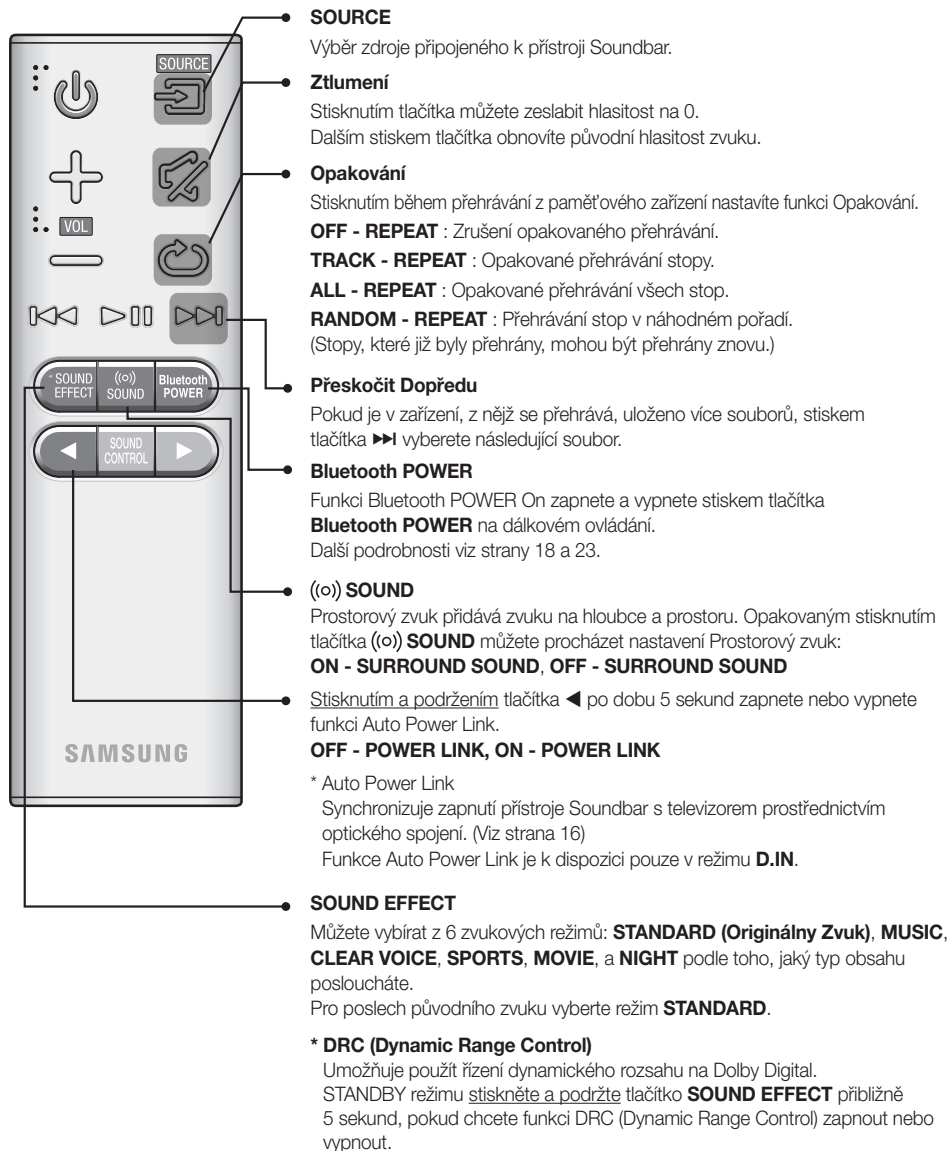 SOURCE
Výběr zdroje připojeného k přístroji Soundbar.
Ztlumení
Stisknutím tlačítka můžete zeslabit hlasitost na 0.
Dalším stiskem tlačítka obnovíte původní hlasitost zvuku.
Opakování
Stisknutím během přehrávání z paměťového zařízení nastavíte funkci Opakování.
OFF - REPEAT : Zrušení opakovaného přehrávání.
TRACK - REPEAT : Opakované přehrávání stopy.
ALL - REPEAT : Opakované přehrávání všech stop.
RANDOM - REPEAT : Přehrávání stop v náhodném pořadí.
(Stopy, které již byly přehrány, mohou být přehrány znovu.)
Přeskočit Dopředu
Pokud je v zařízení, z nějž se přehrává, uloženo více souborů, stiskem
tlačítka ▶▶I vyberete následující soubor.
Bluetooth POWER
Funkci Bluetooth POWER On zapnete a vypnete stiskem tlačítka
Bluetooth POWER na dálkovém ovládání.
Další podrobnosti viz strany 18 a 23.
((o)) SOUND
Prostorový zvuk přidává zvuku na hloubce a prostoru. Opakovaným stisknutím
tlačítka ((o)) SOUND můžete procházet nastavení Prostorový zvuk:
ON - SURROUND SOUND, OFF - SURROUND SOUND
Stisknutím a podržením tlačítka ◀ po dobu 5 sekund zapnete nebo vypnete
funkci Auto Power Link.
OFF - POWER LINK, ON - POWER LINK
* Auto Power Link
Synchronizuje zapnutí přístroje Soundbar s televizorem prostřednictvím
optického spojení. (Viz strana 16)
Funkce Auto Power Link je k dispozici pouze v režimu D.IN.
SOUND EFFECT
Můžete vybírat z 6 zvukových režimů: STANDARD (Originálny Zvuk), MUSIC,
CLEAR VOICE, SPORTS, MOVIE, a NIGHT podle toho, jaký typ obsahu
posloucháte.
Pro poslech původního zvuku vyberte režim STANDARD.
* DRC (Dynamic Range Control)
Umožňuje použít řízení dynamického rozsahu na Dolby Digital.
STANDBY režimu stiskněte a podržte tlačítko SOUND EFFECT přibližně
5 sekund, pokud chcete funkci DRC (Dynamic Range Control) zapnout nebo
vypnout.
SOURCE
VOL
* SOUND
EFFECT
((o))
SOUND
Bluetooth
POWER
SOUND
CONTROL
SAMSUNG